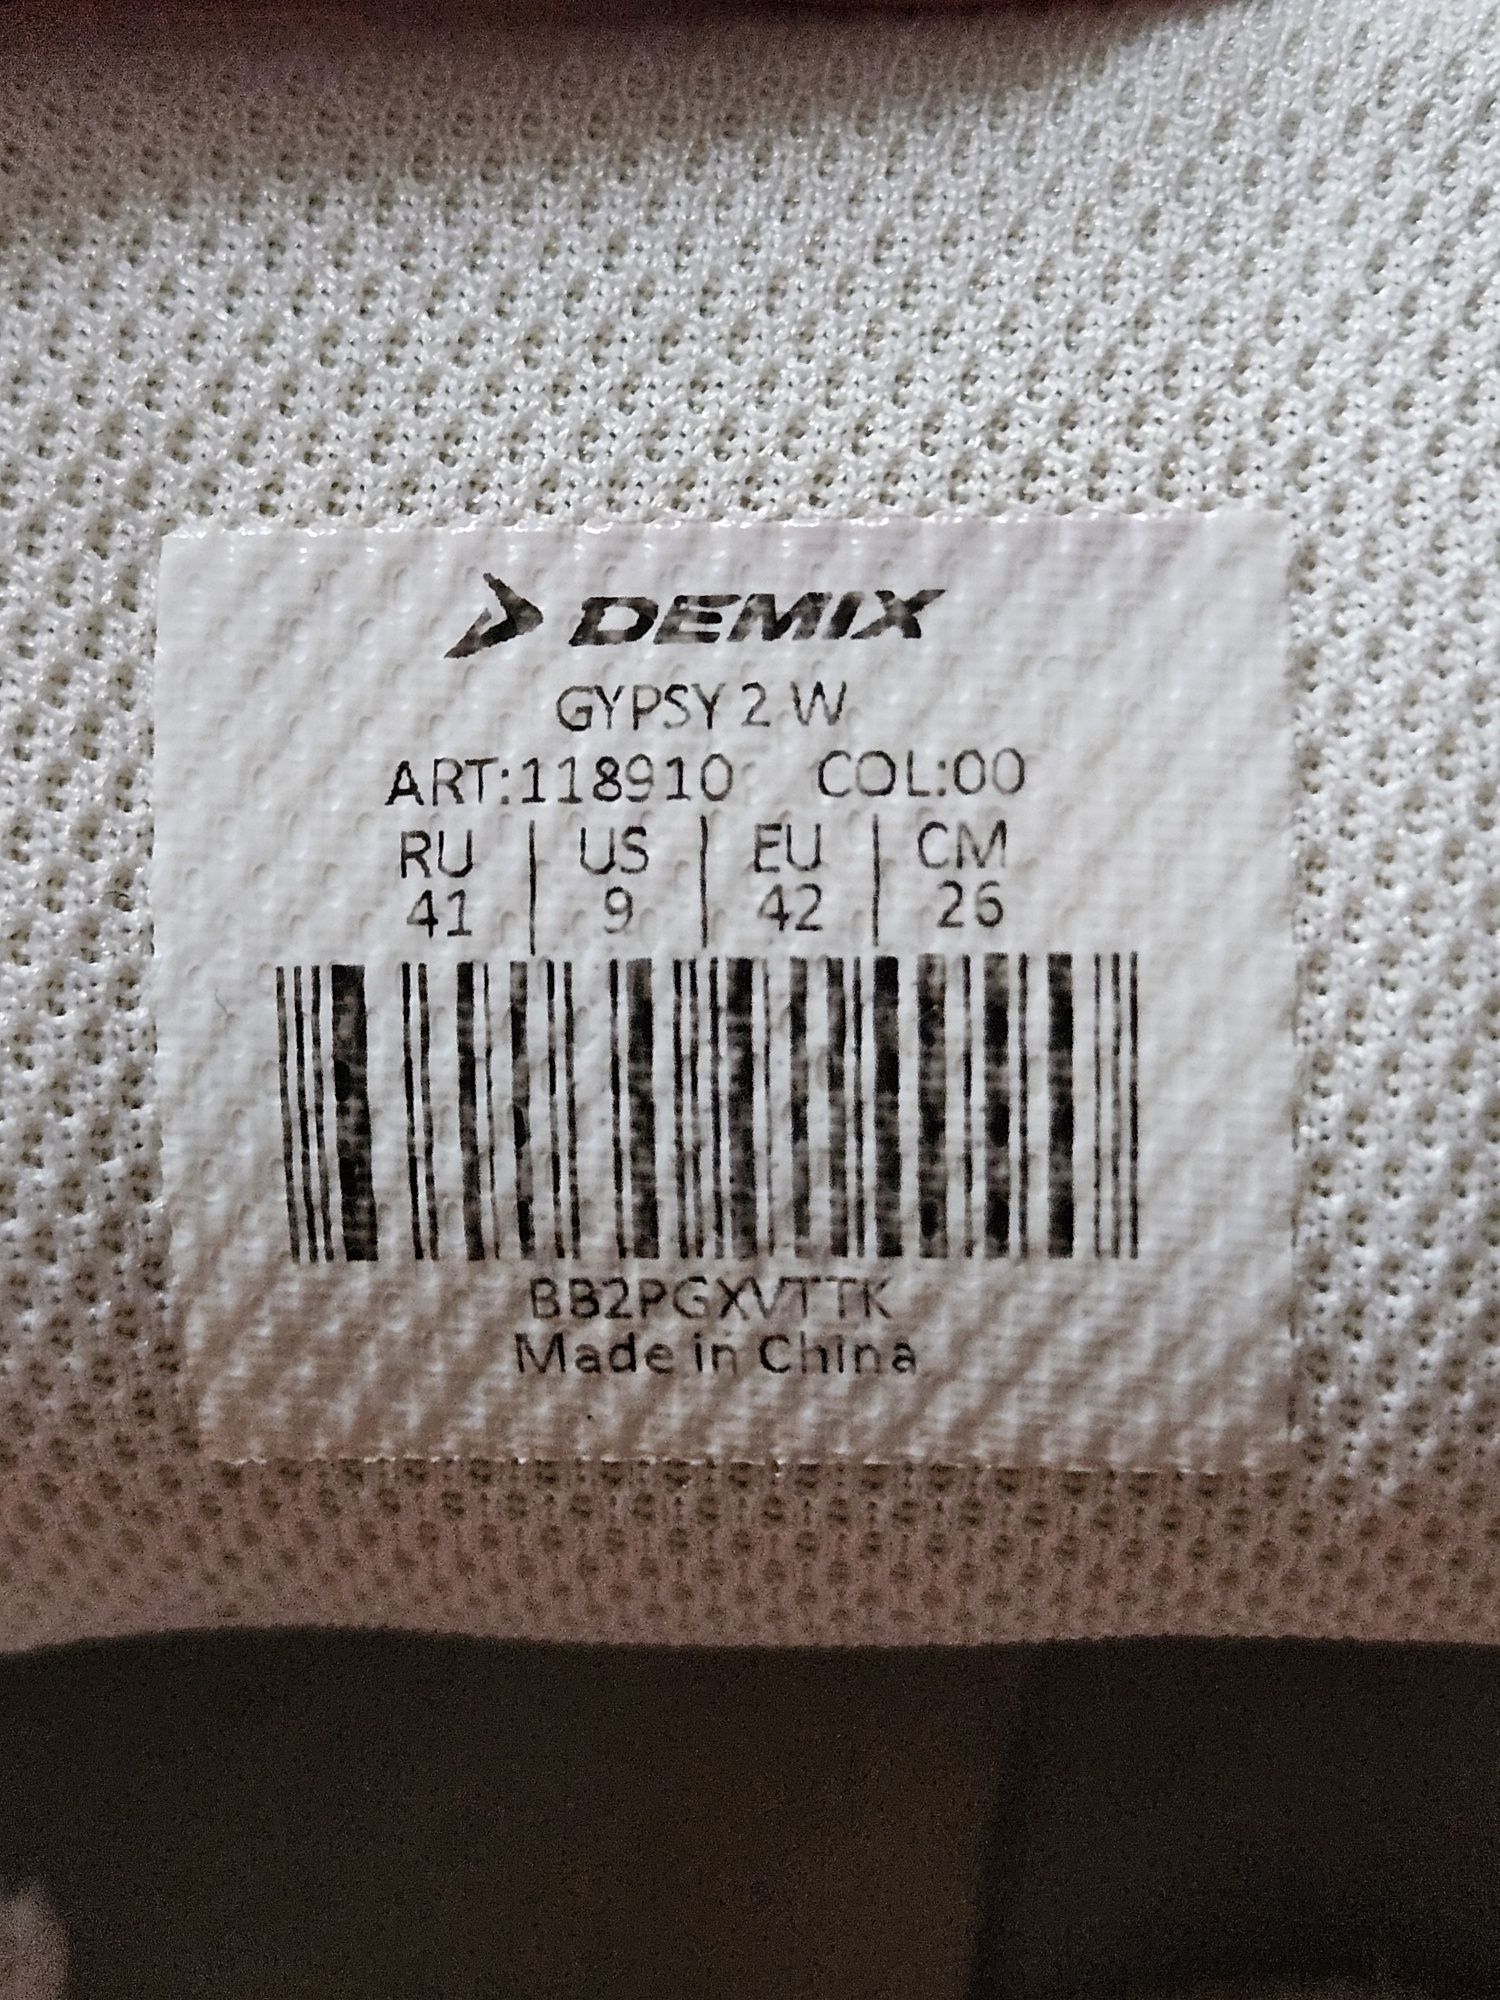 DEMIX
GYPSY 2 W
ART:118910 COL:00
RU | US | EU | CM
41 | 9 | 42 | 26
BB2PGXVTTK
Made in China